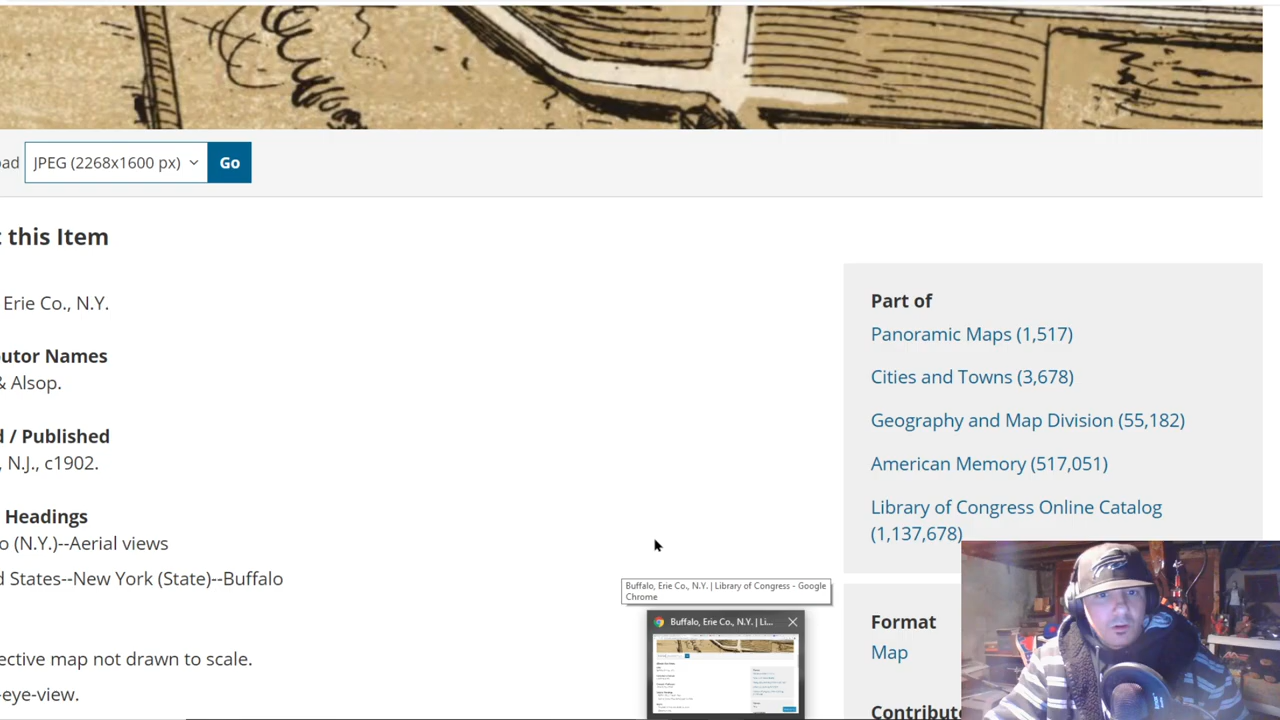 ad
JPEG (2268x1600 px)
Go
t this Item
Erie Co., N.Y.
utor Names
& Alsop.
d / Published
, N.J., c1902.
Headings
o (N.Y.)--Aerial views
d States--New York (State)--Buffalo
ective map not drawn to scale.
-eye-view
Part of
Panoramic Maps (1,517)
Cities and Towns (3,678)
Geography and Map Division (55,182)
American Memory (517,051)
Library of Congress Online Catalog
(1,137,678)
Format
Map
Contribut
Buffalo, Erie Co., N.Y. | Library of Congress - Google
Chrome
Buffalo, Erie Co., N.Y. | Li...